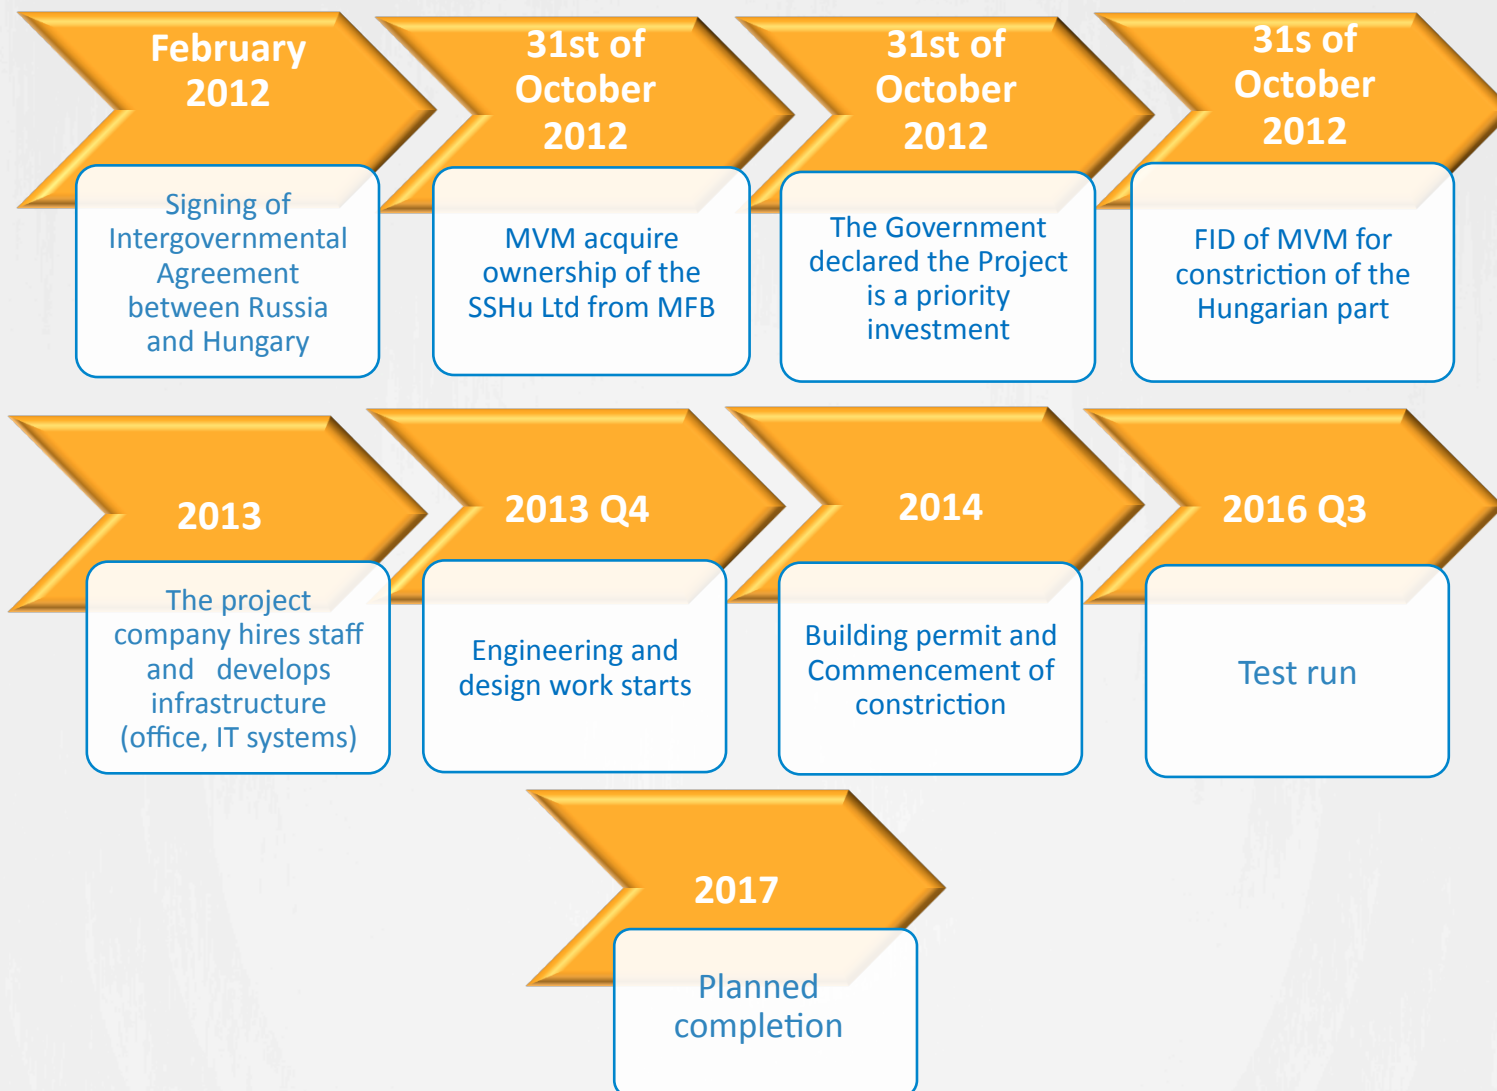 February
2012
Signing of
Intergovernmental
Agreement
between Russia
and Hungary
31st of
October
2012
MVM acquire
ownership of the
SSHu Ltd from MFB
31st of
October
2012
The Government
declared the Project
is a priority
investment
31s of
October
2012
FID of MVM for
constriction of the
Hungarian part
2013
The project
company hires staff
and develops
infrastructure
(office, IT systems)
2013 Q4
Engineering and
design work starts
2014
Building permit and
Commencement of
constriction
2016 Q3
Test run
2017
Planned
completion